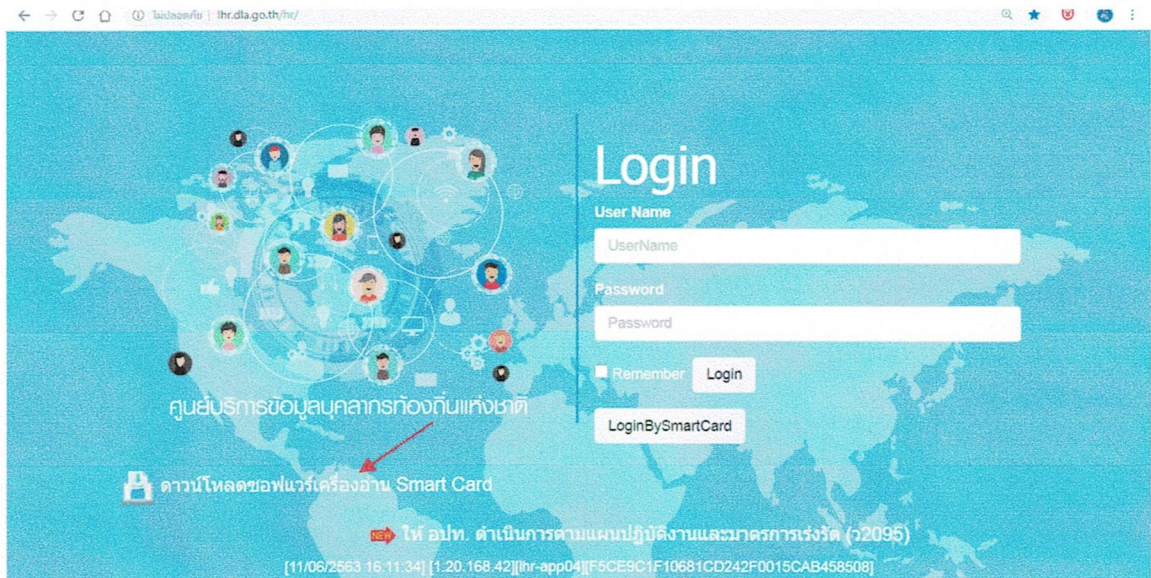 ไม่ปลอดภัย | lhr.dla.go.th/hr/
Login
User Name
UserName
Password
Password
Remember Login
LoginBySmartCard
ศูนย์บริการข้อมูลบุคลากรท้องถิ่นแห่งชาติ
ดาวน์โหลดซอฟแวร์เครื่องอ่าน Smart Card
NEW ให้ อปท. ดำเนินการตามแผนปฏิบัติงานและมาตรการเร่งรัด (ว2095)
[11/06/2563 16:11:34] [1.20.168.42][lhr-app04][F5CE9C1F10681CD242F0015CAB458508]